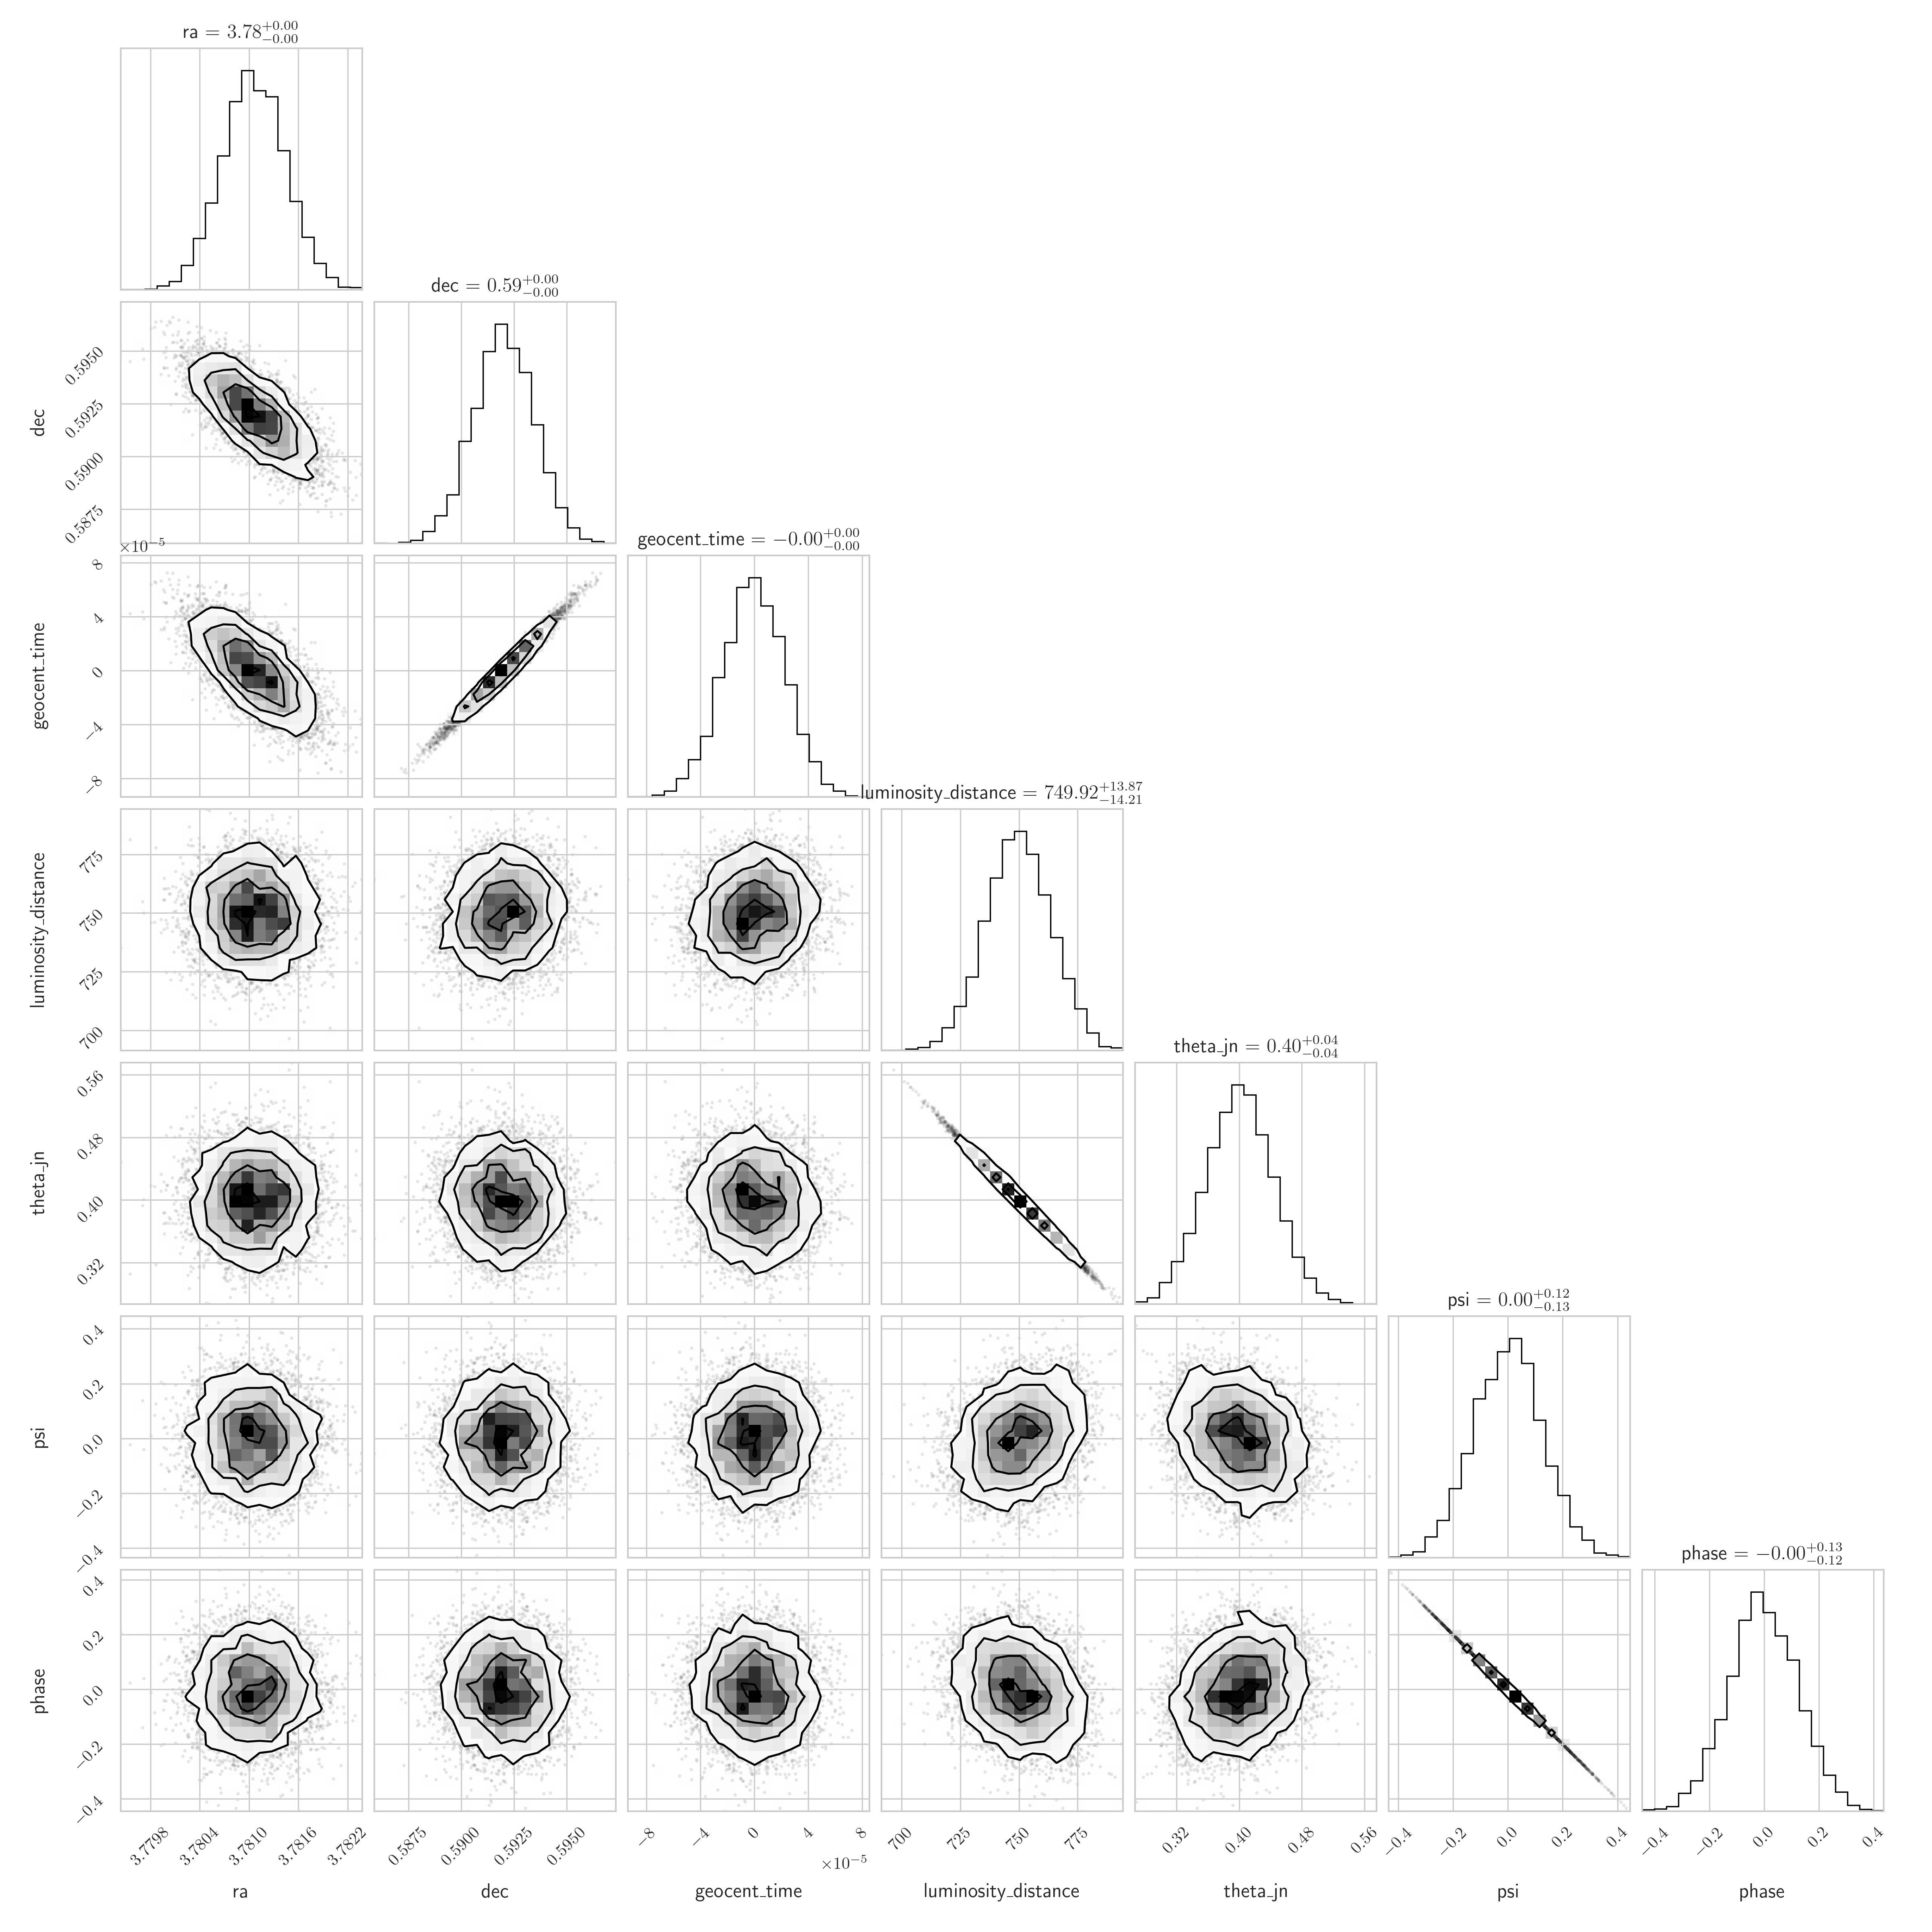 ra = 3.78+0.00−0.00
dec = 0.59+0.00−0.00
dec
0.5950
0.5925
0.5900
0.5875
geocent_time = −0.00+0.00−0.00
×10−5
geocent_time
8
4
0
−4
−8
luminosity_distance = 749.92+13.87−14.21
luminosity_distance
775
750
725
700
theta_jn = 0.40+0.04−0.04
theta_jn
0.56
0.48
0.40
0.32
psi = 0.00+0.12−0.13
psi
0.4
0.2
0.0
−0.2
−0.4
phase = −0.00+0.13−0.12
phase
0.4
0.2
0.0
−0.2
−0.4
3.7798 3.7804 3.7810 3.7816 3.7822 0.5875 0.5900 0.5925 0.5950 −8 −4 0 4 8 700 725 750 775 0.32 0.40 0.48 0.56 −0.4 −0.2 0.0 0.2 0.4 −0.4 −0.2 0.0 0.2 0.4
×10−5
ra dec geocent_time luminosity_distance theta_jn psi phase